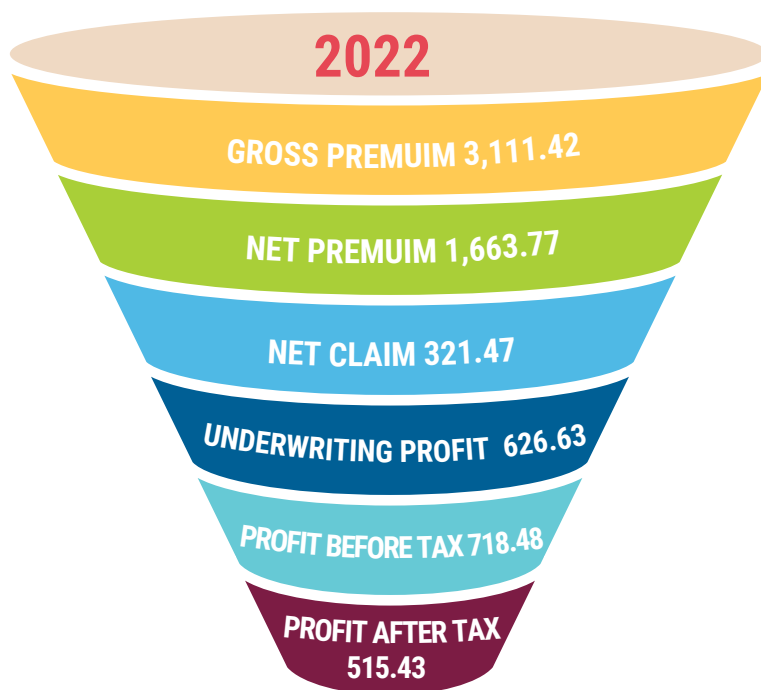 2022
GROSS PREMUIM 3,111.42
NET PREMUIM 1,663.77
NET CLAIM 321.47
UNDERWRITING PROFIT 626.63
PROFIT BEFORE TAX 718.48
PROFIT AFTER TAX
515.43